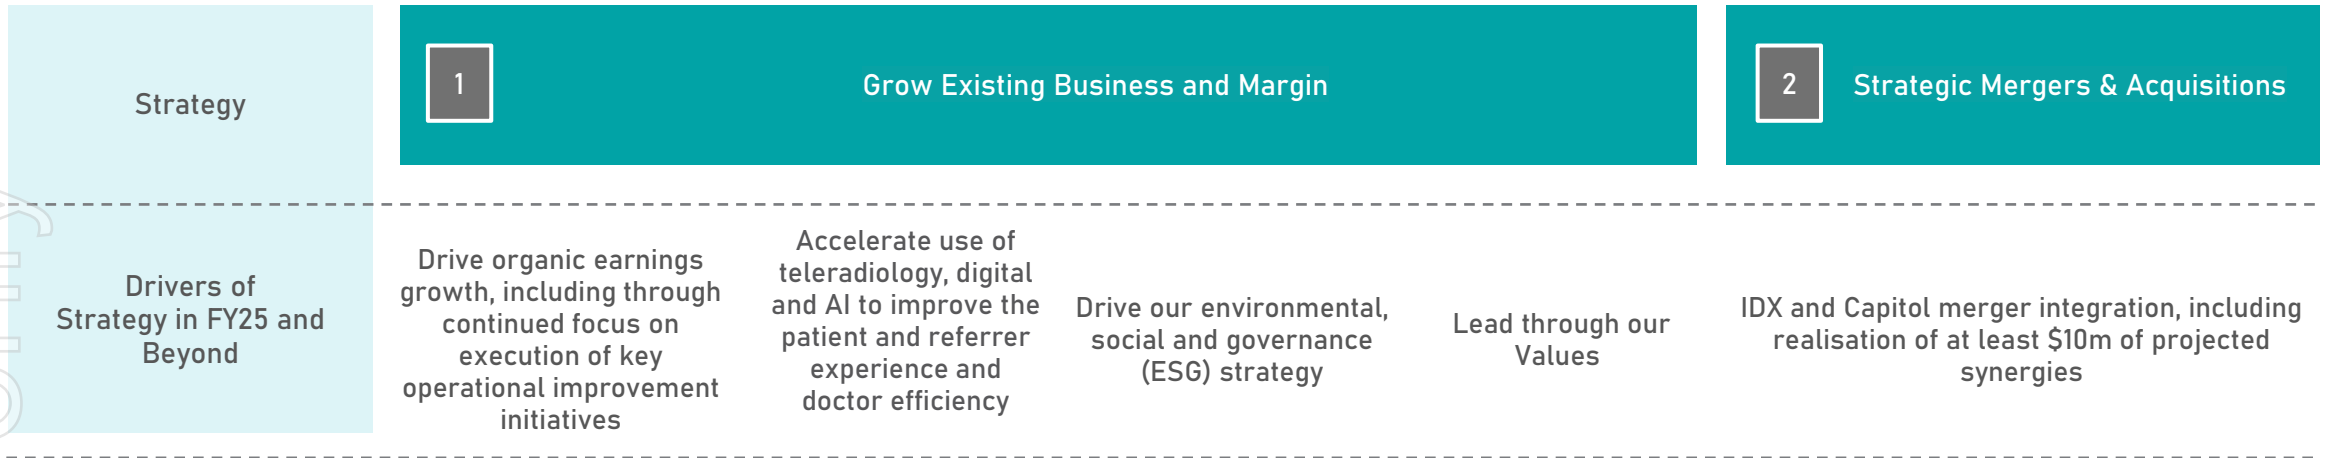 Strategy
1
Grow Existing Business and Margin
2
Strategic Mergers & Acquisitions
Drivers of
Strategy in FY25 and
Beyond
Drive organic earnings
growth, including through
continued focus on
execution of key
operational improvement
initiatives
Accelerate use of
teleradiology, digital
and AI to improve the
patient and referrer
experience and
doctor efficiency
Drive our environmental,
social and governance
(ESG) strategy
Lead through our
Values
IDX and Capitol merger integration, including
realisation of at least $10m of projected
synergies